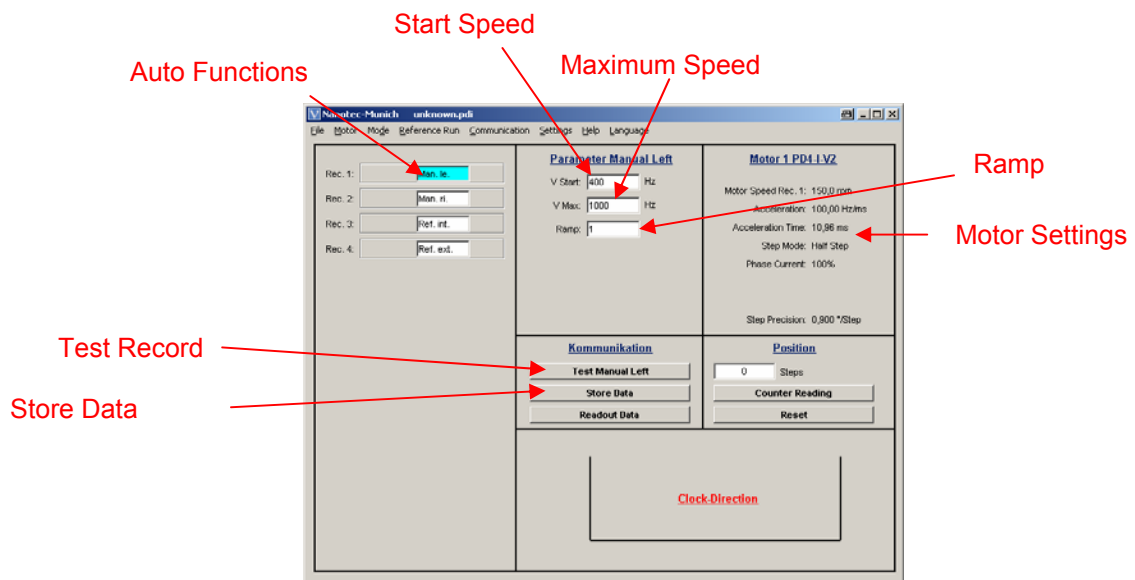 Start Speed
Maximum Speed
Auto Functions
Nanotec-Munich unknown.pdi
File Motor Mode Reference Run Communication Settings Help Language
Rec. 1: Man. le.
Rec. 2: Man. ri.
Rec. 3: Ref. int.
Rec. 4: Ref. ext.
Parameter Manual Left
V Start: 400 Hz
V Max: 1000 Hz
Ramp: 1
Motor 1 PD4-I-V2
Motor Speed Rec. 1: 150,0 rpm
Acceleration: 100,00 Hz/ms
Acceleration Time: 10,96 ms
Step Mode: Half Step
Phase Current: 100%
Step Precision: 0,900 °/Step
Ramp
Motor Settings
Test Record
Store Data
Kommunikation
Test Manual Left
Store Data
Readout Data
Position
0 Steps
Counter Reading
Reset
Clock-Direction